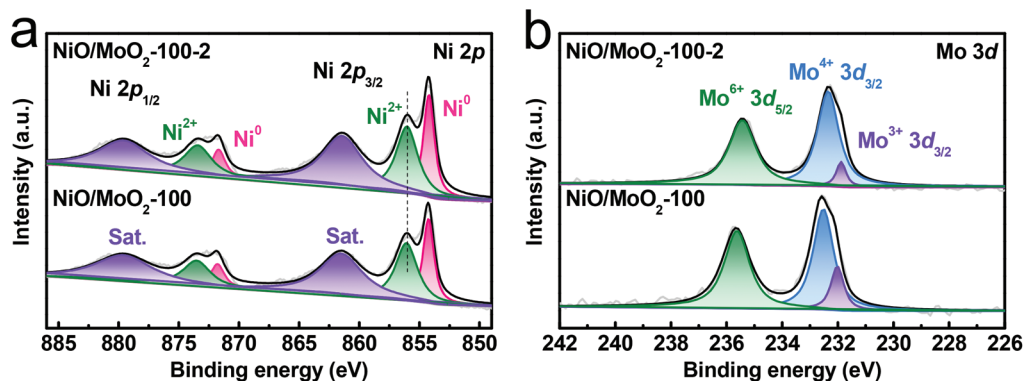 a
NiO/MoO₂-100-2
Ni 2p
Ni 2p₁/₂
Ni 2p₃/₂
Ni²⁺
Ni⁰
Ni²⁺
Ni⁰
NiO/MoO₂-100
Sat.
Sat.
Intensity (a.u.)
885 880 875 870 865 860 855 850
Binding energy (eV)
b
NiO/MoO₂-100-2
Mo 3d
Mo⁴⁺ 3d₃/₂
Mo⁶⁺ 3d₅/₂
Mo³⁺ 3d₃/₂
NiO/MoO₂-100
Intensity (a.u.)
242 240 238 236 234 232 230 228 226
Binding energy (eV)